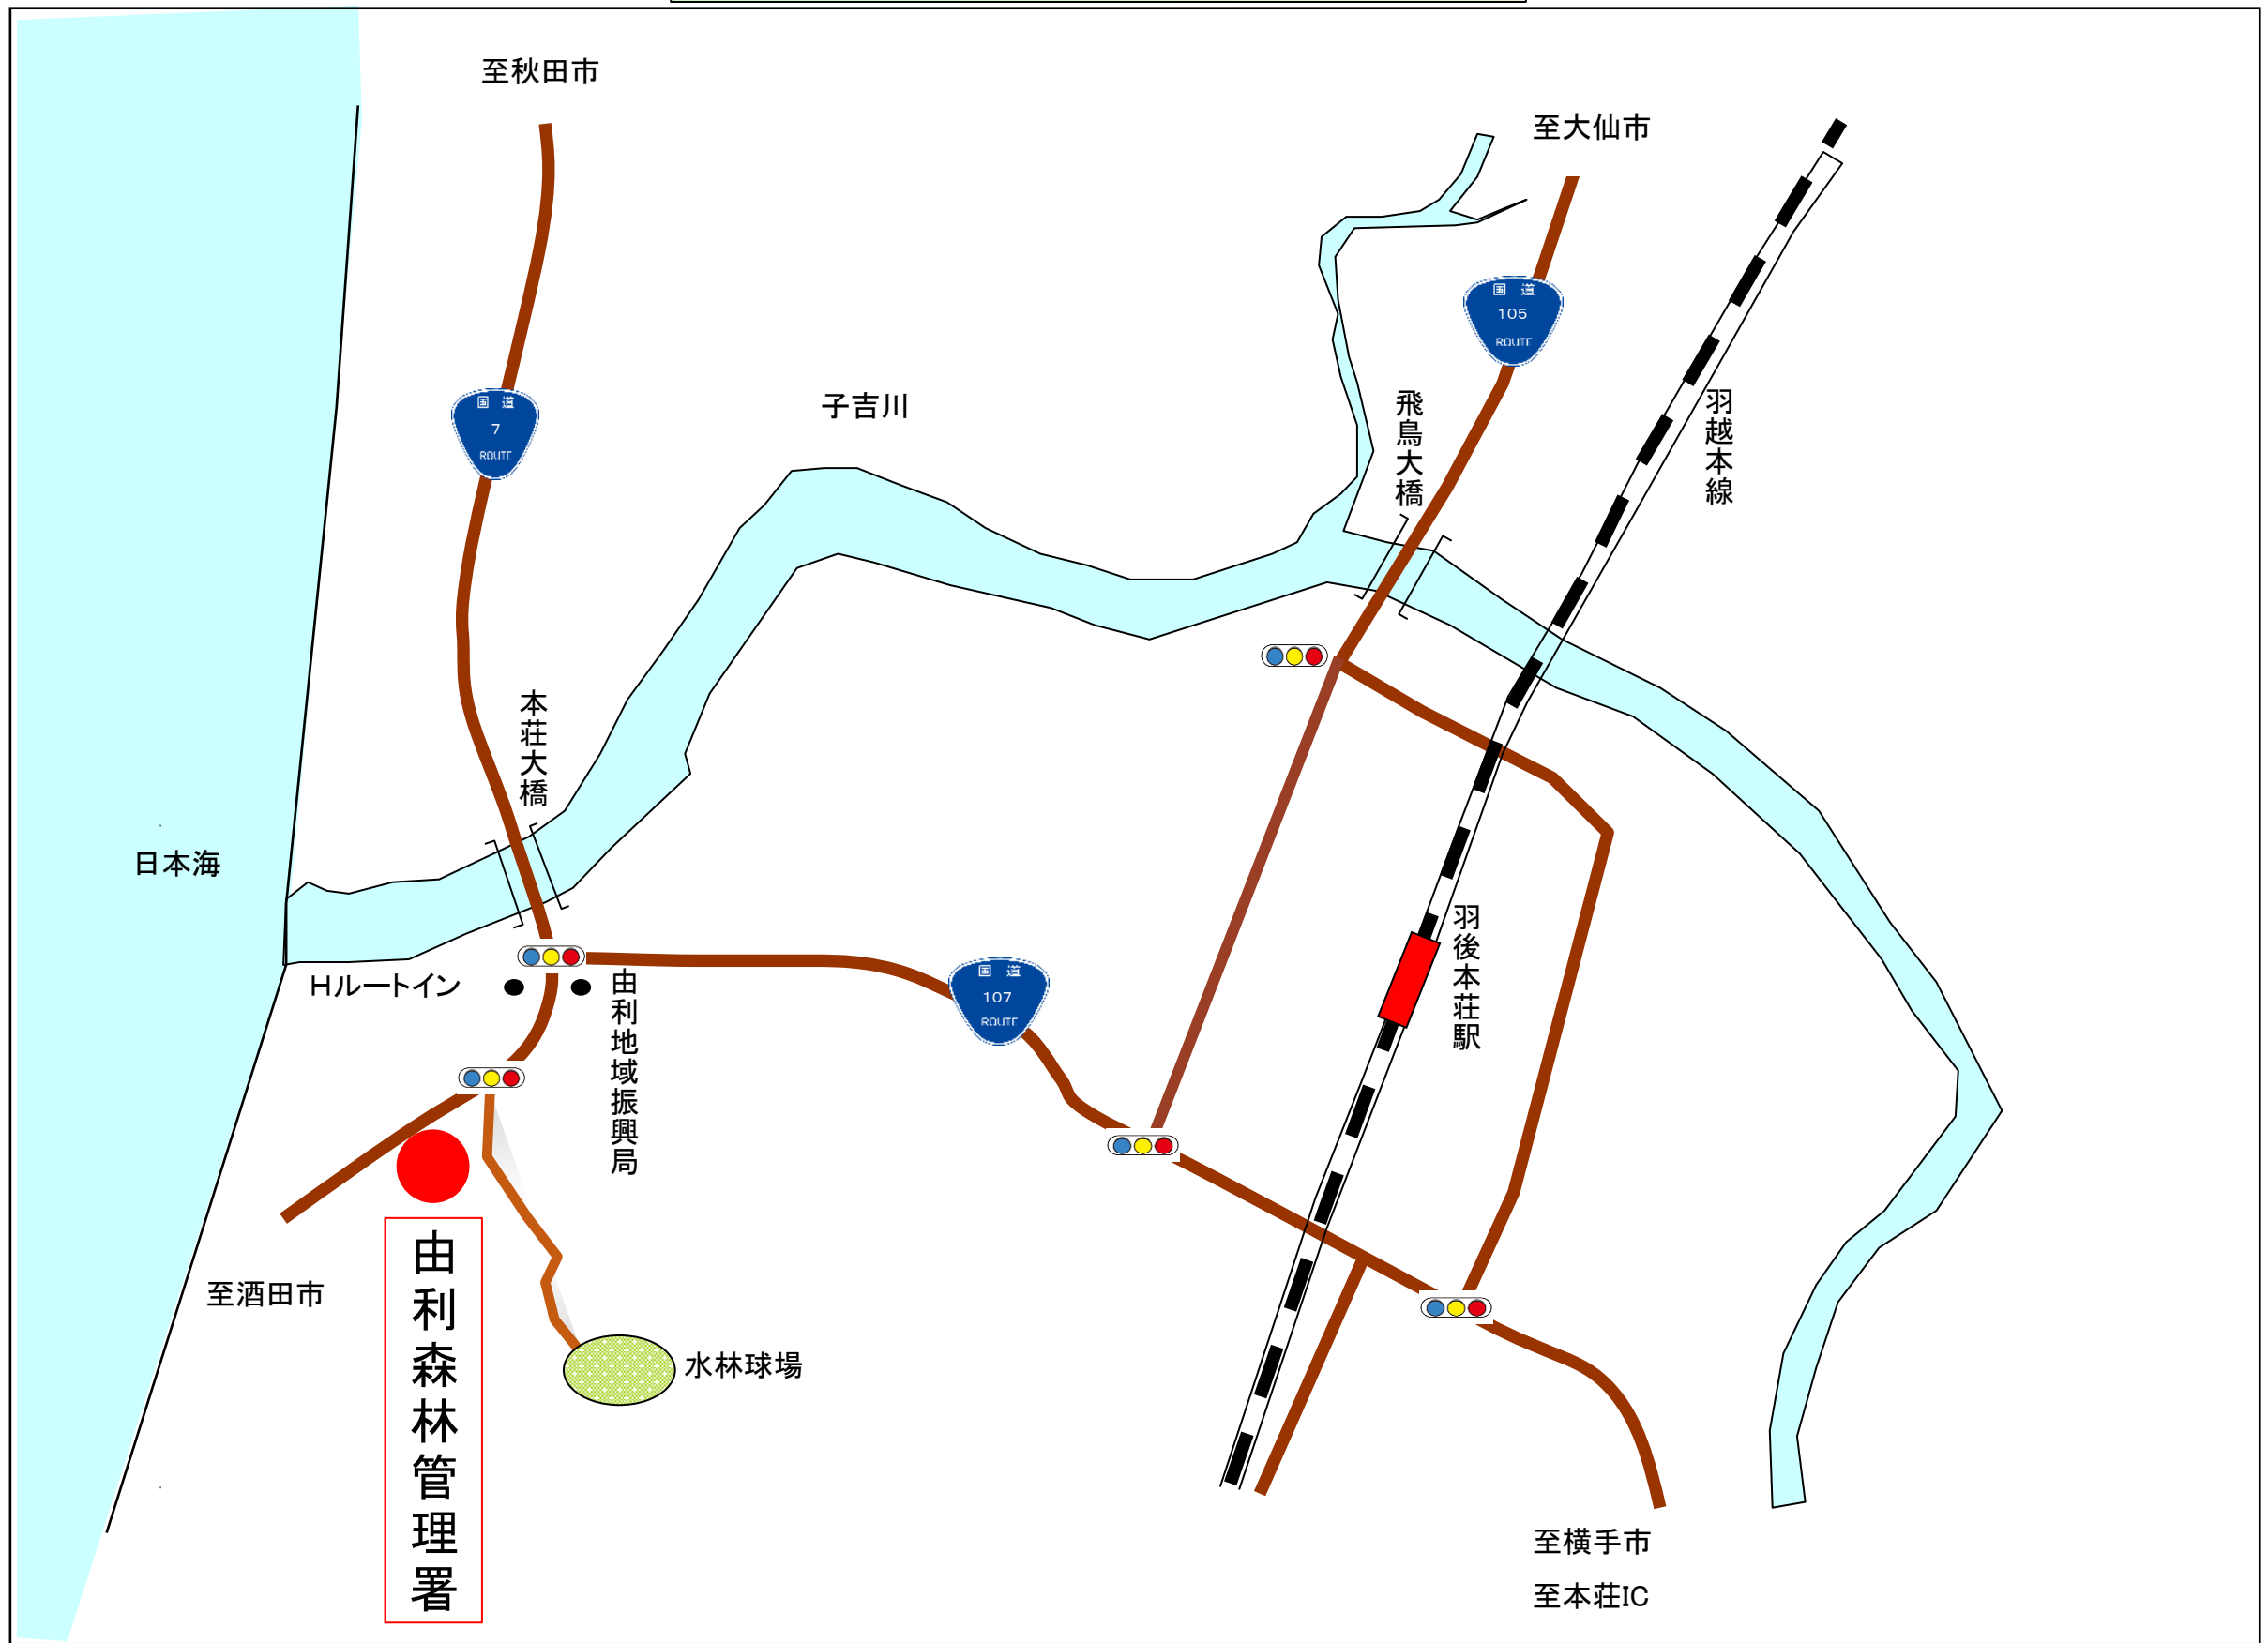 至秋田市
至大仙市
国道
105
ROUTE
国道
7
ROUTE
子吉川
飛鳥大橋
羽越本線
本荘大橋
日本海
Hルートイン
由利地域振興局
国道
107
ROUTE
羽後本荘駅
至酒田市
由利森林管理署
水林球場
至横手市
至本荘IC